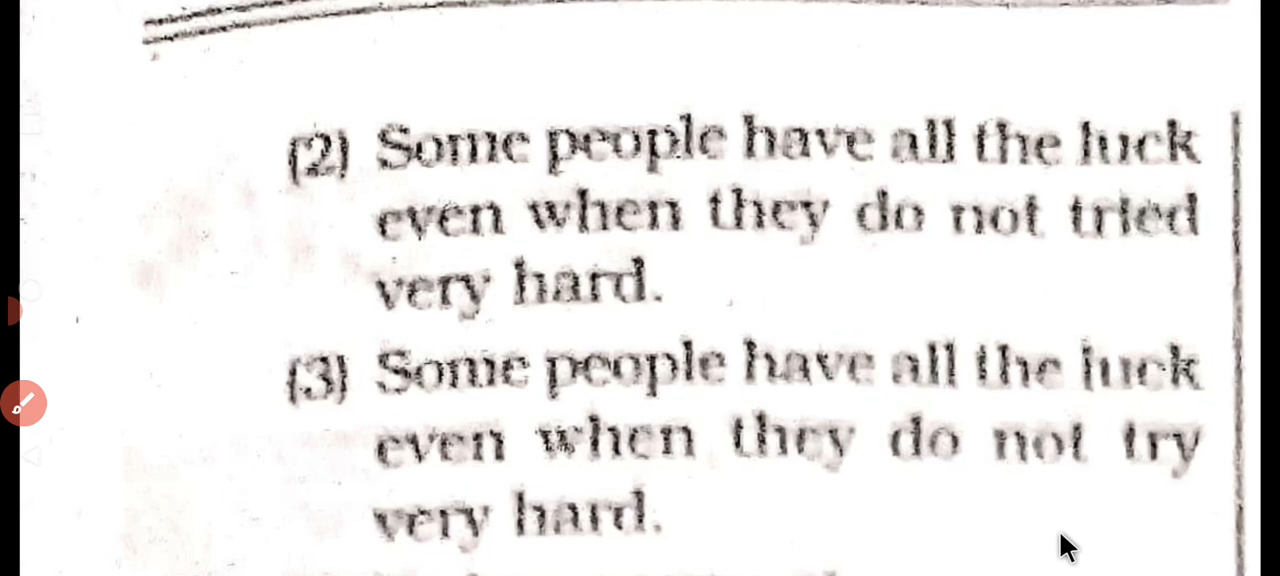 (2) Some people have all the luck
even when they do not tried
very hard.
(3) Some people have all the luck
even when they do not try
very hard.